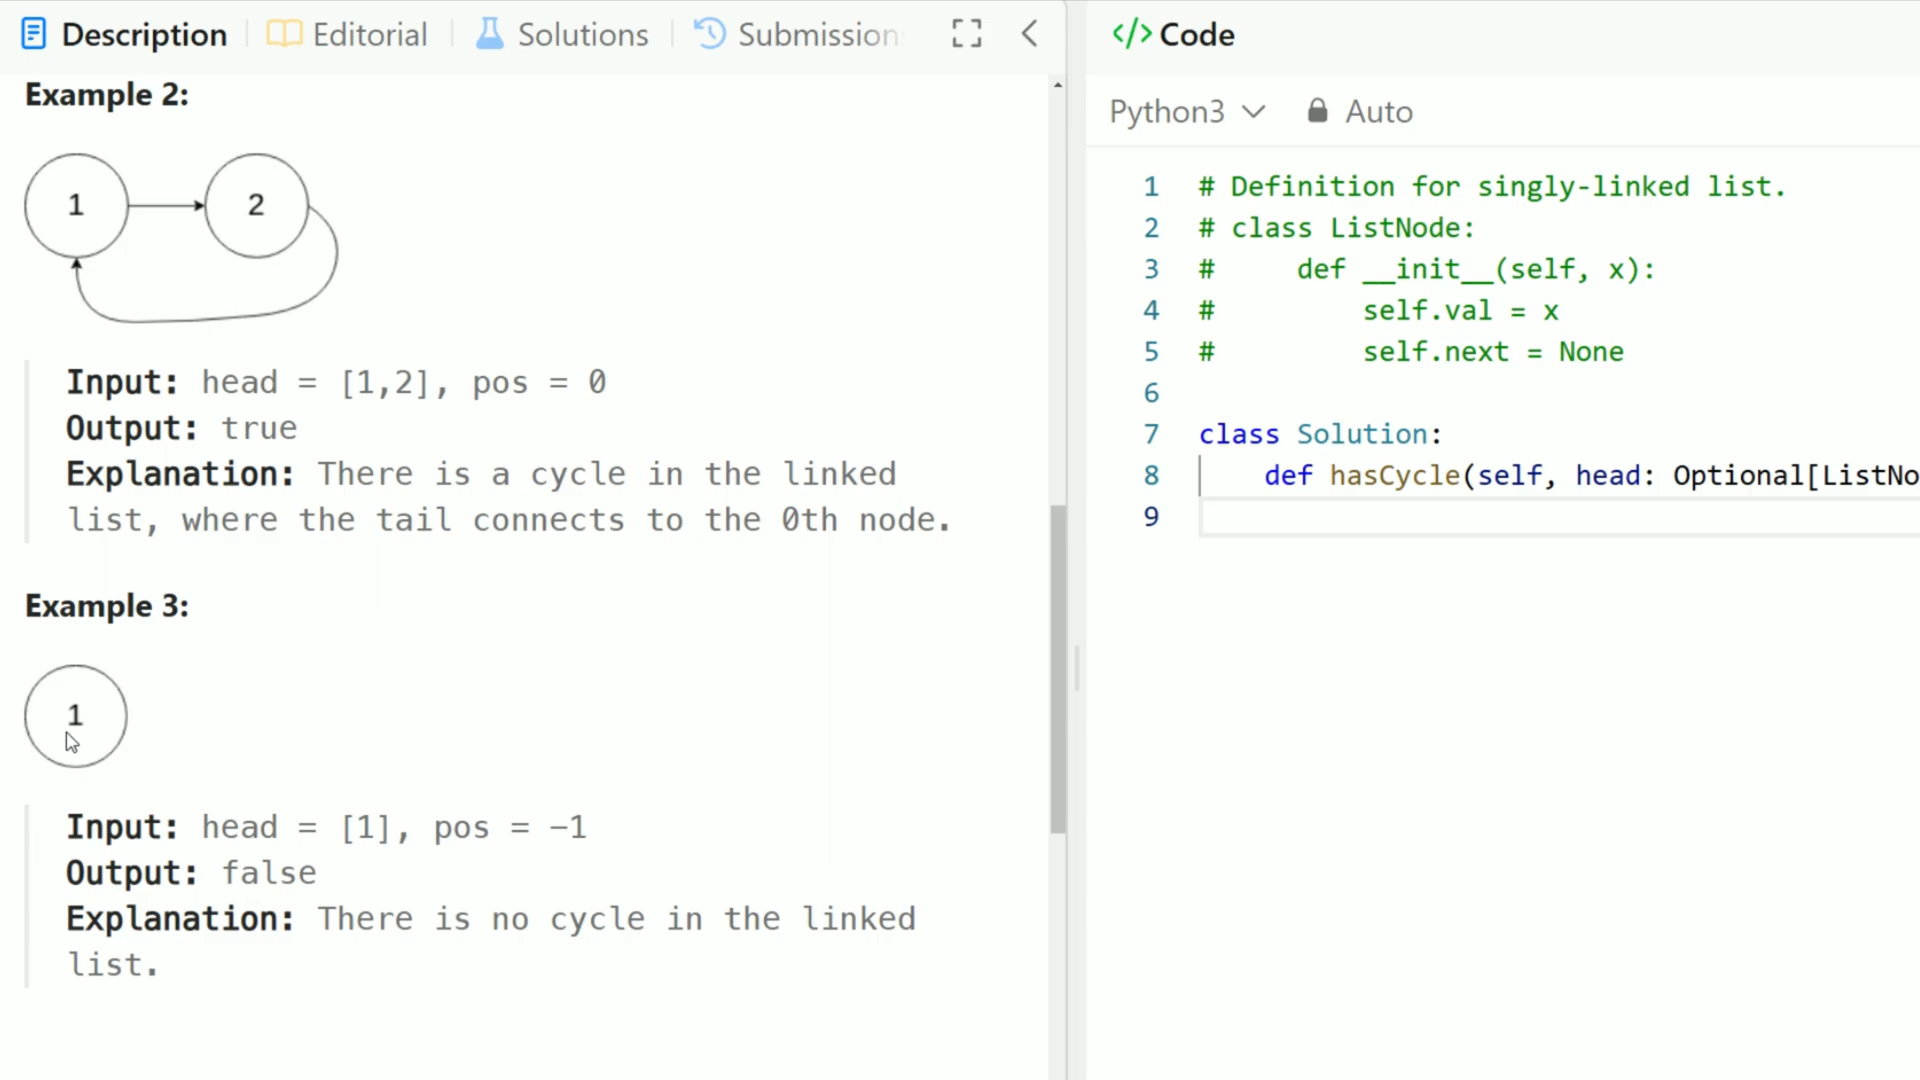 Description
Editorial
Solutions
Submission
</> Code
Example 2:
1
2
Input: head = [1,2], pos = 0
Output: true
Explanation: There is a cycle in the linked
list, where the tail connects to the 0th node.
Example 3:
1
Input: head = [1], pos = -1
Output: false
Explanation: There is no cycle in the linked
list.
Python3
Auto
1 # Definition for singly-linked list.
2 # class ListNode:
3 #     def __init__(self, x):
4 #         self.val = x
5 #         self.next = None
6
7 class Solution:
8     def hasCycle(self, head: Optional[ListNo
9